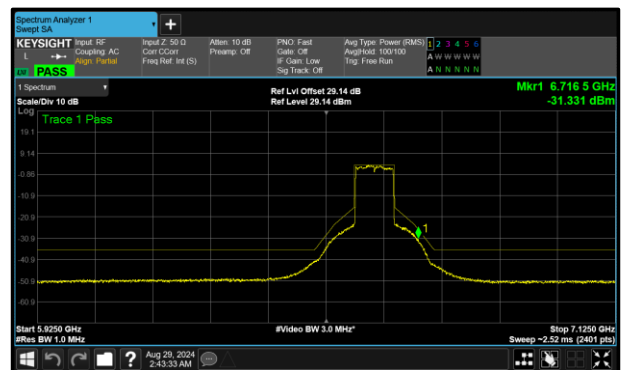 Spectrum Analyzer 1
Swept SA
+
KEYSIGHT Input: RF Input Z: 50 Ω Atten: 10 dB PNO: Fast Avg Type: Power (RMS) 1 2 3 4 5 6
L Coupling: AC Corr CCorr Preamp: Off Gate: Off Avg|Hold: 100/100 A W W W W W
Align: Partial Freq Ref: Int (S) IF Gain: Low Trig: Free Run
LW PASS Sig Track: Off A N N N N N
1 Spectrum
Ref Lvl Offset 29.14 dB Mkr1 6.716 5 GHz
Scale/Div 10 dB Ref Level 29.14 dBm -31.331 dBm
Log
Trace 1 Pass
19.1
9.14
-0.86
-10.9
-20.9
1
-30.9
-40.9
-50.9
-60.9
Start 5.9250 GHz #Video BW 3.0 MHz* Stop 7.1250 GHz
#Res BW 1.0 MHz Sweep ~2.52 ms (2401 pts)
? Aug 29, 2024
2:43:33 AM